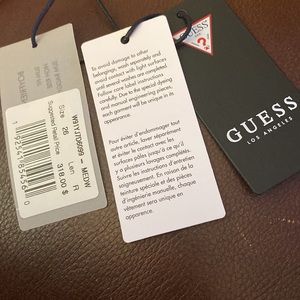 To avoid damage to other
belongings, wash separately and
avoid contact with light surfaces
until several washes are completed.
Follow care label instructions
carefully. Due to the special dyeing
and manual engineering pieces,
each garment will be unique in its
appearance.
Pour éviter d'endommager tout
autre article, laver séparément
et éviter le contact avec les
surfaces pâles jusqu'à ce qu'il
y a plusieurs lavages complétés.
Suivre les instructions d'entretien
soigneusement. En raison de
teinture spéciale et des pièces
d'ingénierie manuelle, chaque
vêtement sera unique en
apparence.
GUESS
GUESS
LOS ANGELES
MKDW
Size
28
Len
R
Suggested Retail Price
318.00 $